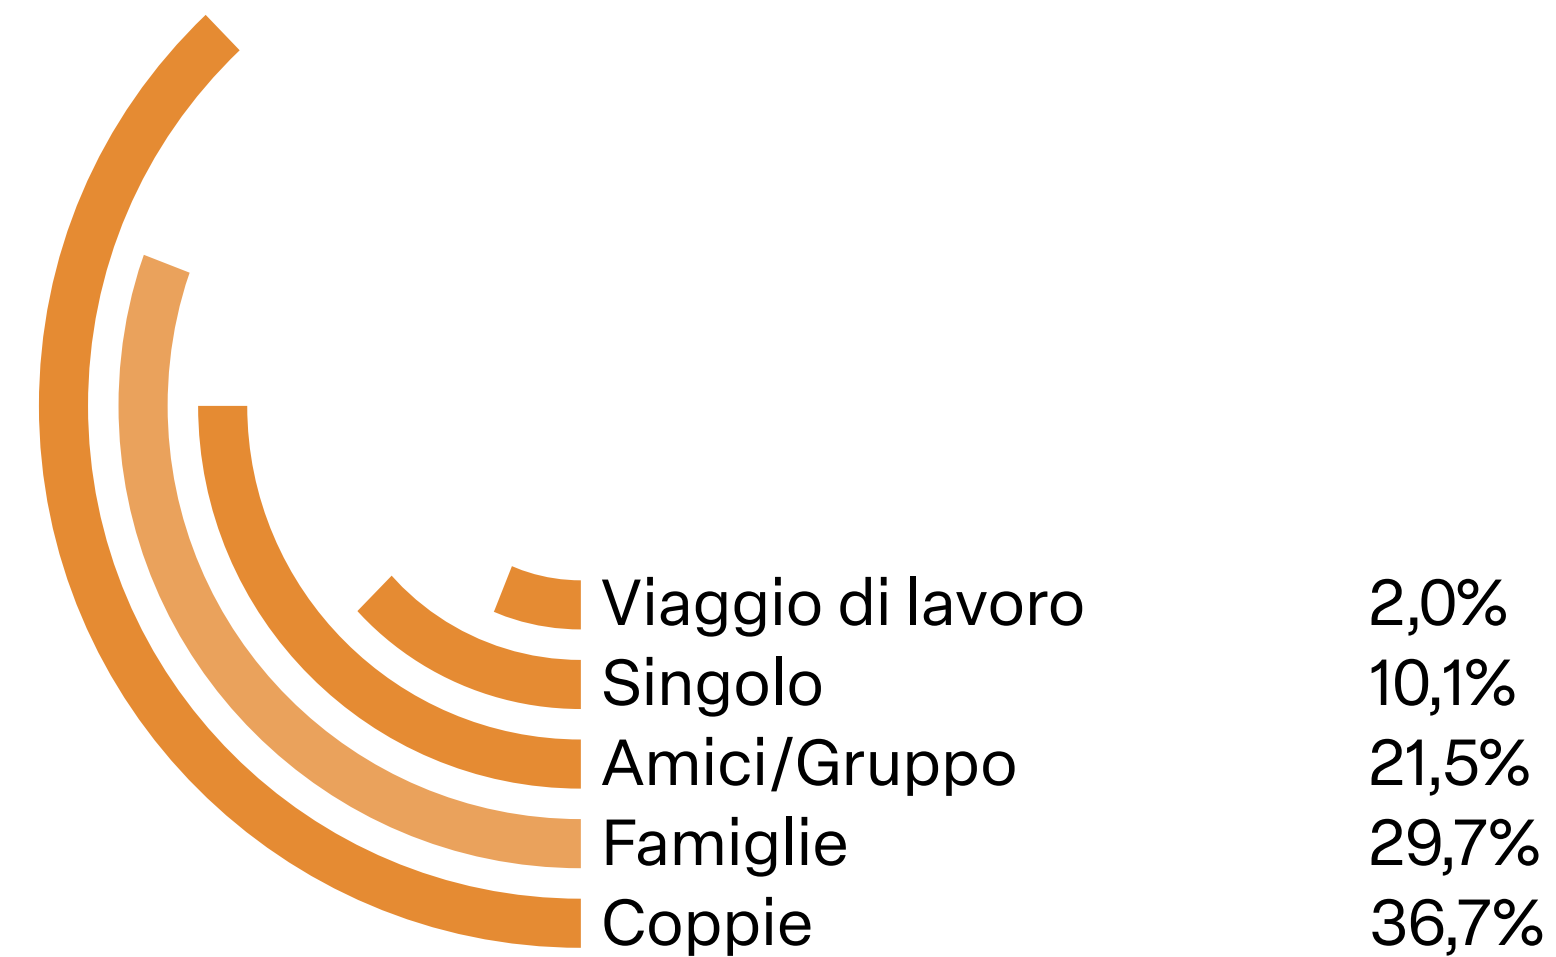 Viaggio di lavoro 2,0%
Singolo 10,1%
Amici/Gruppo 21,5%
Famiglie 29,7%
Coppie 36,7%